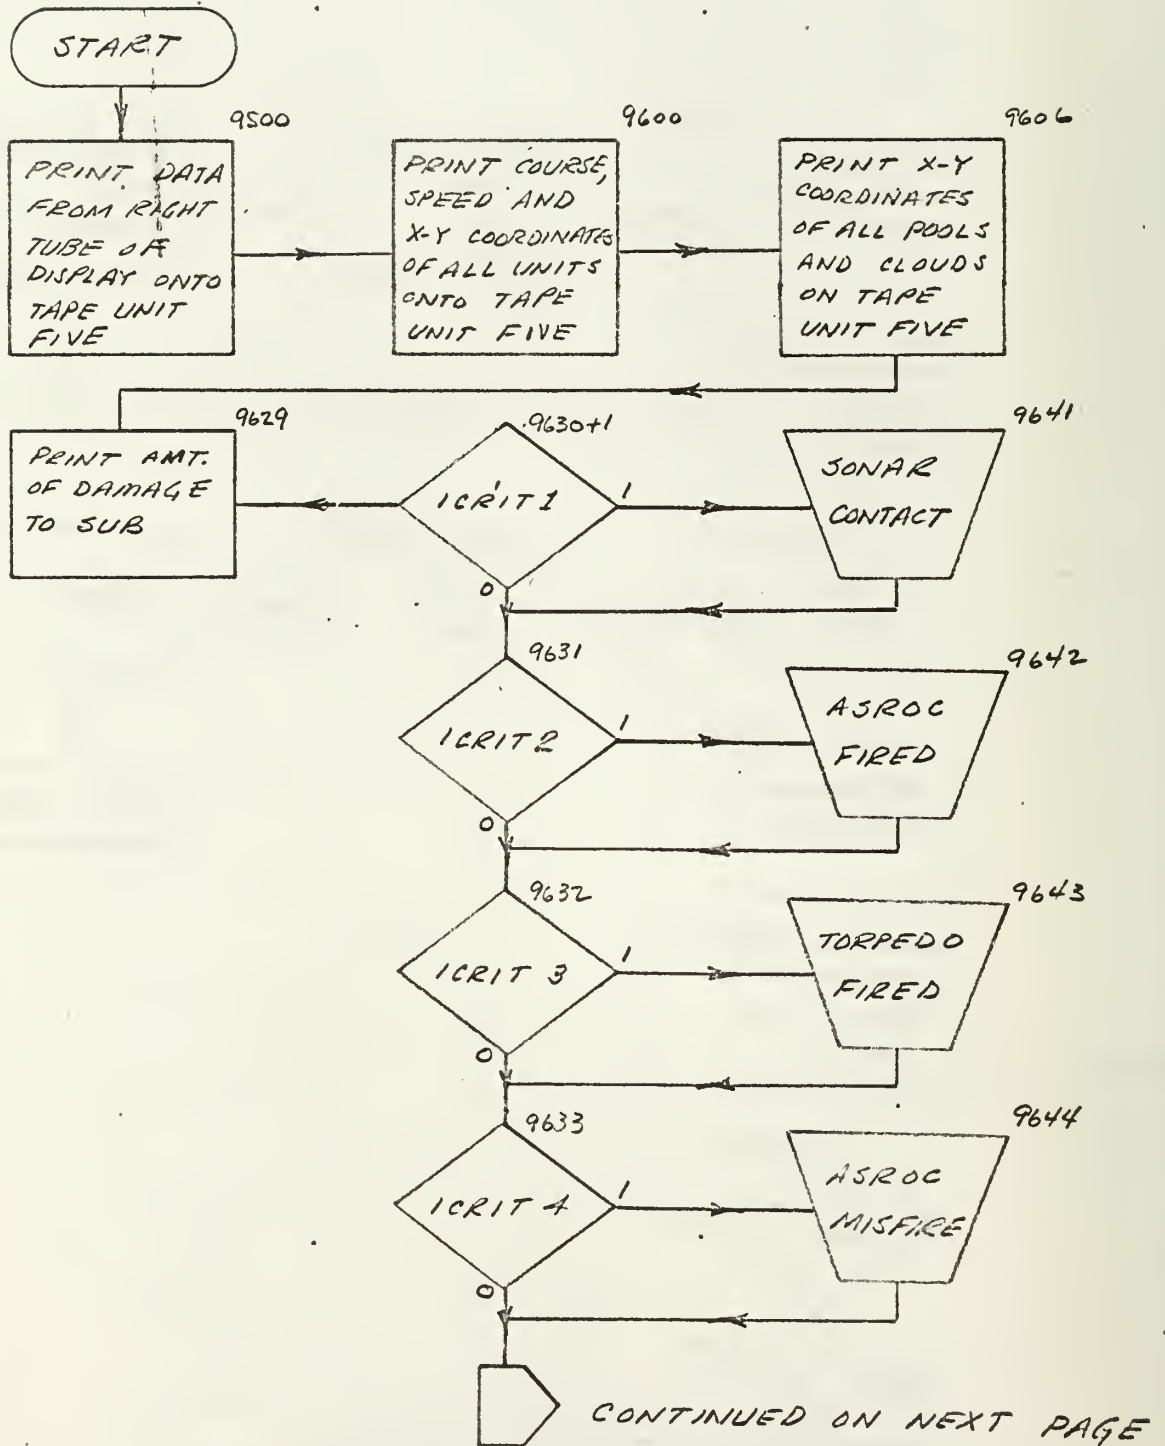 START
9500
PRINT DATA
FROM RIGHT
TUBE OF
DISPLAY ONTO
TAPE UNIT
FIVE
9600
PRINT COURSE,
SPEED AND
X-Y COORDINATES
OF ALL UNITS
ONTO TAPE
UNIT FIVE
9606
PRINT X-Y
COORDINATES
OF ALL POOLS
AND CLOUDS
ON TAPE
UNIT FIVE
9629
PRINT AMT.
OF DAMAGE
TO SUB
9630+1
ICRIT 1
1
0
9641
SONAR
CONTACT
9631
ICRIT 2
1
0
9642
ASROC
FIRED
9632
ICRIT 3
1
0
9643
TORPEDO
FIRED
9633
ICRIT 4
1
0
9644
ASROC
MISFIRE
CONTINUED ON NEXT PAGE